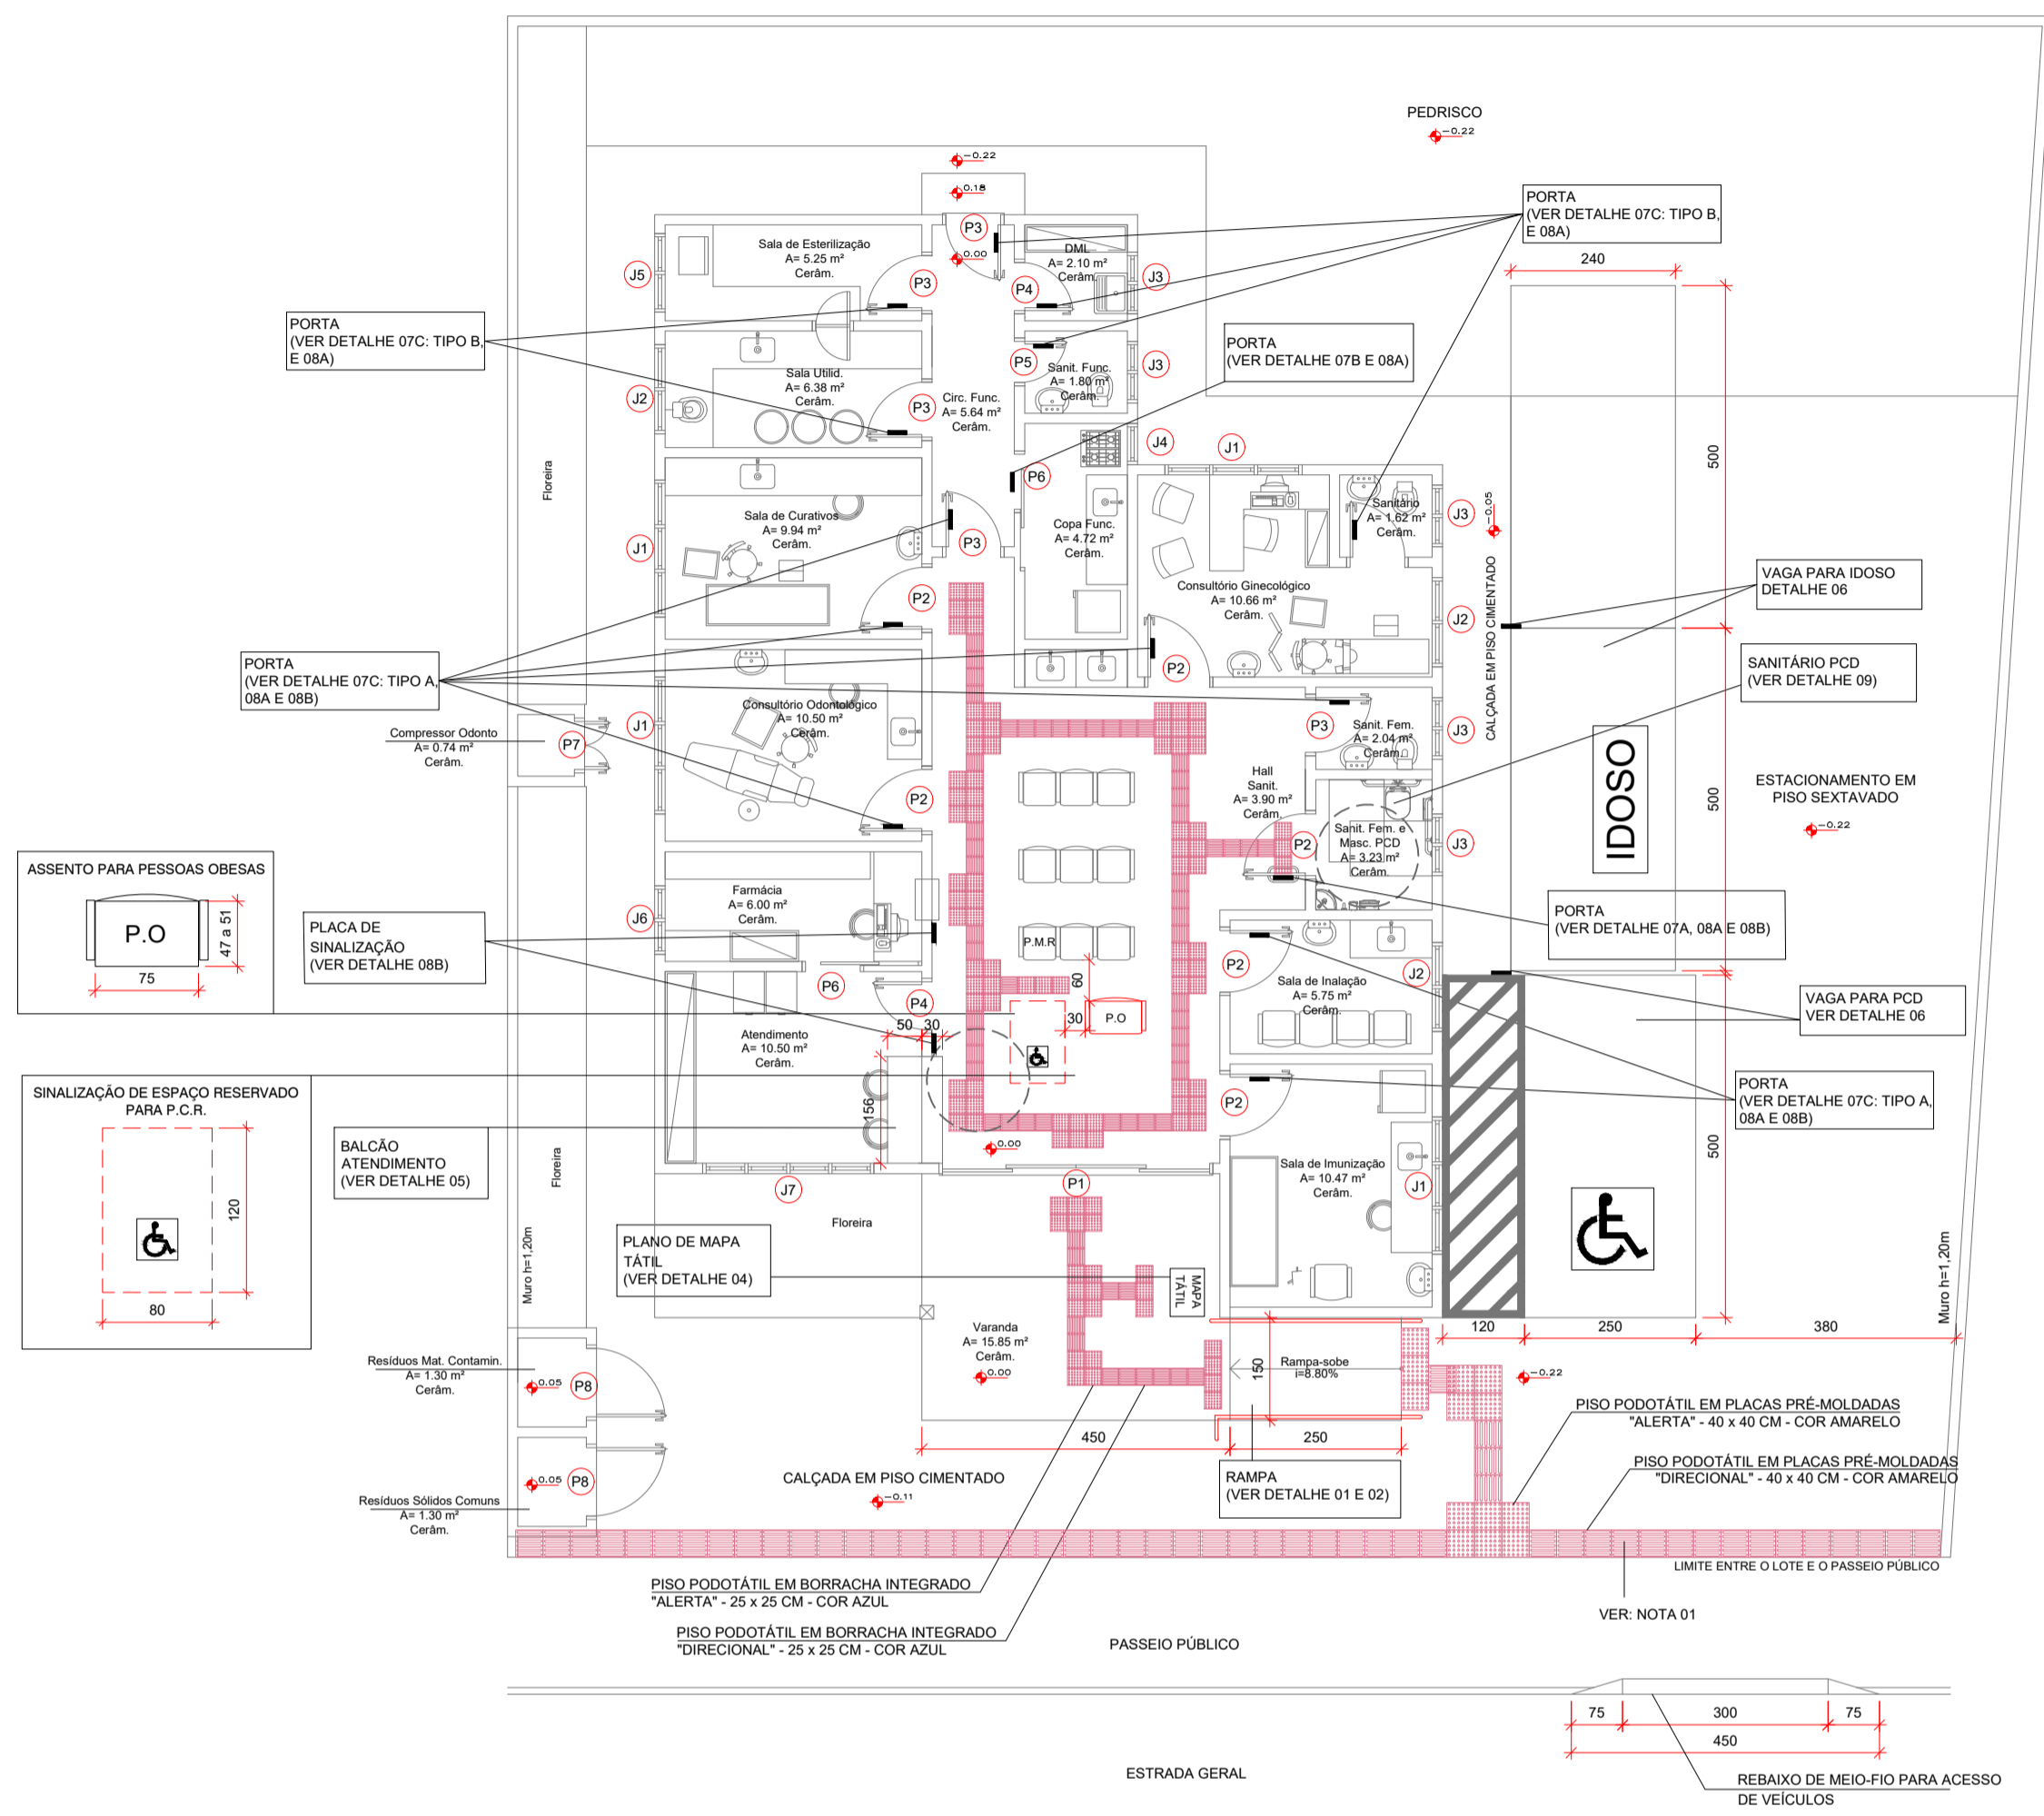 PEDRISCO
-0.22
-0.22
0.18
P3
0.00
Sala de Esterilização
A= 5.25 m²
Cerâm.
J5
P3
DML
A= 2.10 m²
Cerâm.
P4
J3
PORTA
(VER DETALHE 07C: TIPO B,
E 08A)
240
PORTA
(VER DETALHE 07C: TIPO B,
E 08A)
PORTA
(VER DETALHE 07B E 08A)
Sala Utilid.
A= 6.38 m²
Cerâm.
J2
P3
Circ. Func.
A= 5.64 m²
Cerâm.
P5
Sanit. Func.
A= 1.80 m²
Cerâm.
J3
J4
J1
P6
500
Floreira
Sala de Curativos
A= 9.94 m²
Cerâm.
J1
P3
P2
Copa Func.
A= 4.72 m²
Cerâm.
Sanitário
A= 1.62 m²
Cerâm.
J3
-0.05
Consultório Ginecológico
A= 10.66 m²
Cerâm.
J2
P2
CALÇADA EM PISO CIMENTADO
VAGA PARA IDOSO
DETALHE 06
SANITÁRIO PCD
(VER DETALHE 09)
PORTA
(VER DETALHE 07C: TIPO A,
08A E 08B)
Compressor Odonto
A= 0.74 m²
Cerâm.
P7
J1
Consultório Odontológico
A= 10.50 m²
Cerâm.
P2
P3
Sanit. Fem.
A= 2.04 m²
Cerâm.
J3
Hall
Sanit.
A= 3.90 m²
Cerâm.
P2
Sanit. Fem. e
Masc. PCD
A= 3.23 m²
Cerâm.
J3
IDOSO
500
ESTACIONAMENTO EM
PISO SEXTAVADO
-0.22
ASSENTO PARA PESSOAS OBESAS
P.O
47 a 51
75
PLACA DE
SINALIZAÇÃO
(VER DETALHE 08B)
J6
Farmácia
A= 6.00 m²
Cerâm.
P6
P4
P.M.R
60
30
P.O
50
30
P2
Sala de Inalação
A= 5.75 m²
Cerâm.
J2
PORTA
(VER DETALHE 07A, 08A E 08B)
VAGA PARA PCD
VER DETALHE 06
PORTA
(VER DETALHE 07C: TIPO A,
08A E 08B)
Atendimento
A= 10.50 m²
Cerâm.
156
SINALIZAÇÃO DE ESPAÇO RESERVADO
PARA P.C.R.
120
80
BALCÃO
ATENDIMENTO
(VER DETALHE 05)
Floreira
J7
0.00
P1
P2
Sala de Imunização
A= 10.47 m²
Cerâm.
J1
500
Floreira
PLANO DE MAPA
TÁTIL
(VER DETALHE 04)
MAPA
TÁTIL
Muro h=1,20m
Muro h=1,20m
120
250
380
Varanda
A= 15.85 m²
Cerâm.
0.00
150
Rampa-sobe
i=8.80%
-0.22
Resíduos Mat. Contamin.
A= 1.30 m²
Cerâm.
0.05
P8
PISO PODOTÁTIL EM PLACAS PRÉ-MOLDADAS
"ALERTA" - 40 x 40 CM - COR AMARELO
450
250
PISO PODOTÁTIL EM PLACAS PRÉ-MOLDADAS
"DIRECIONAL" - 40 x 40 CM - COR AMARELO
RAMPA
(VER DETALHE 01 E 02)
CALÇADA EM PISO CIMENTADO
-0.11
0.05
P8
Resíduos Sólidos Comuns
A= 1.30 m²
Cerâm.
LIMITE ENTRE O LOTE E O PASSEIO PÚBLICO
PISO PODOTÁTIL EM BORRACHA INTEGRADO
"ALERTA" - 25 x 25 CM - COR AZUL
VER: NOTA 01
PISO PODOTÁTIL EM BORRACHA INTEGRADO
"DIRECIONAL" - 25 x 25 CM - COR AZUL
PASSEIO PÚBLICO
75
300
75
450
ESTRADA GERAL
REBAIXO DE MEIO-FIO PARA ACESSO
DE VEÍCULOS